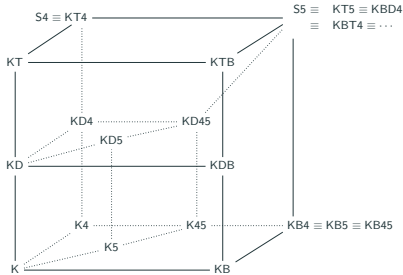 S5 ≡ KT5 ≡ KBD4
S4 ≡ KT4
≡ KBT4 ≡ ···
KT
KTB
KD4
KD45
KD5
KD
KDB
K4
K45
KB4 ≡ KB5 ≡ KB45
K5
K
KB